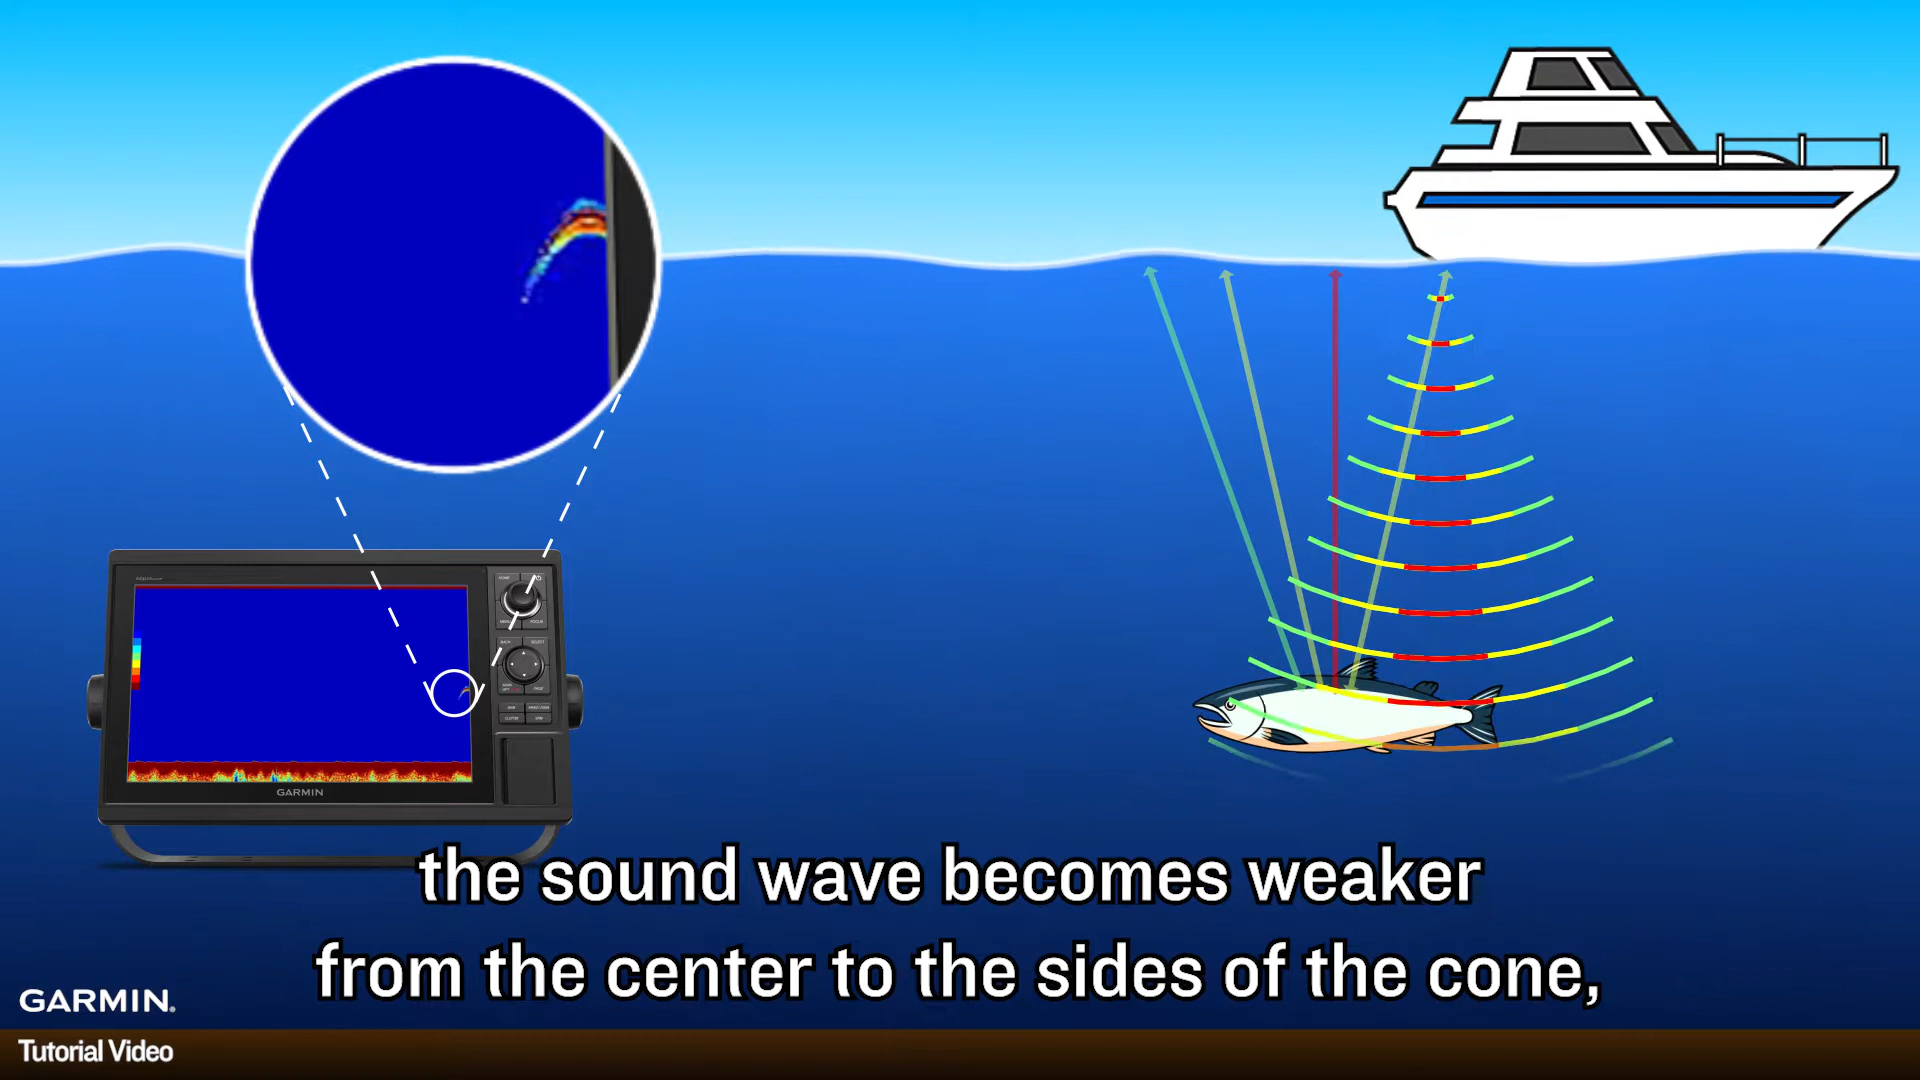 GARMIN
the sound wave becomes weaker
from the center to the sides of the cone,
GARMIN.
Tutorial Video